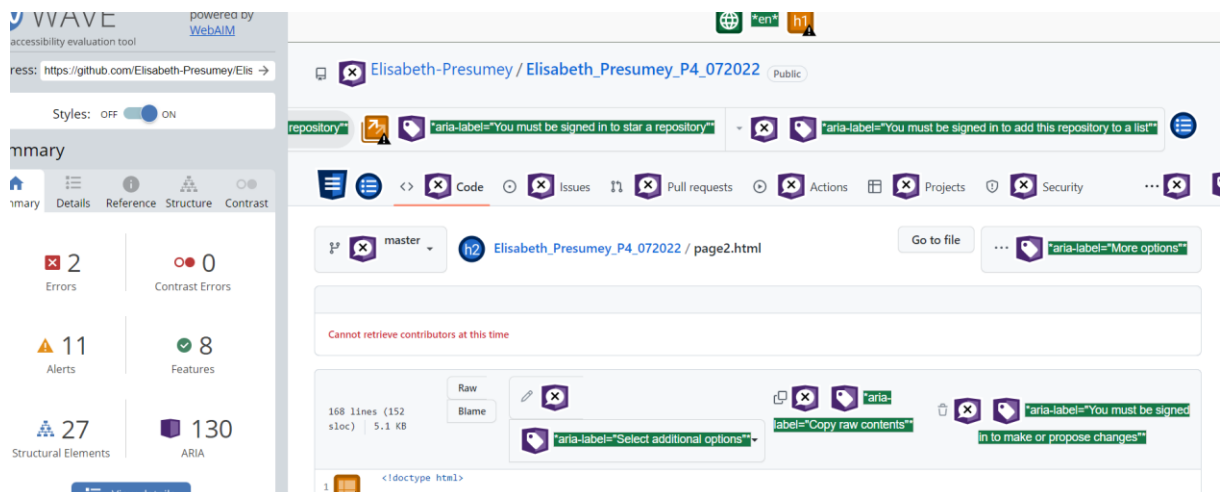 WAVE
powered by
WebAIM
accessibility evaluation tool
ress: https://github.com/Elisabeth-Presumey/Elis →
Styles: OFF ON
mmary
mmary Details Reference Structure Contrast
2
Errors
0
Contrast Errors
11
Alerts
8
Features
27
Structural Elements
130
ARIA
*en* h1
Elisabeth-Presumey / Elisabeth_Presumey_P4_072022 Public
repository"* *aria-label="You must be signed in to star a repository"* *aria-label="You must be signed in to add this repository to a list"*
<> Code Issues Pull requests Actions Projects Security ...
master h2 Elisabeth_Presumey_P4_072022 / page2.html Go to file ... *aria-label="More options"*
Cannot retrieve contributors at this time
168 lines (152
sloc) | 5.1 KB
Raw
Blame
*aria-label="Select additional options"*
*aria-
label="Copy raw contents"*
*aria-label="You must be signed
in to make or propose changes"*
1 <!doctype html>